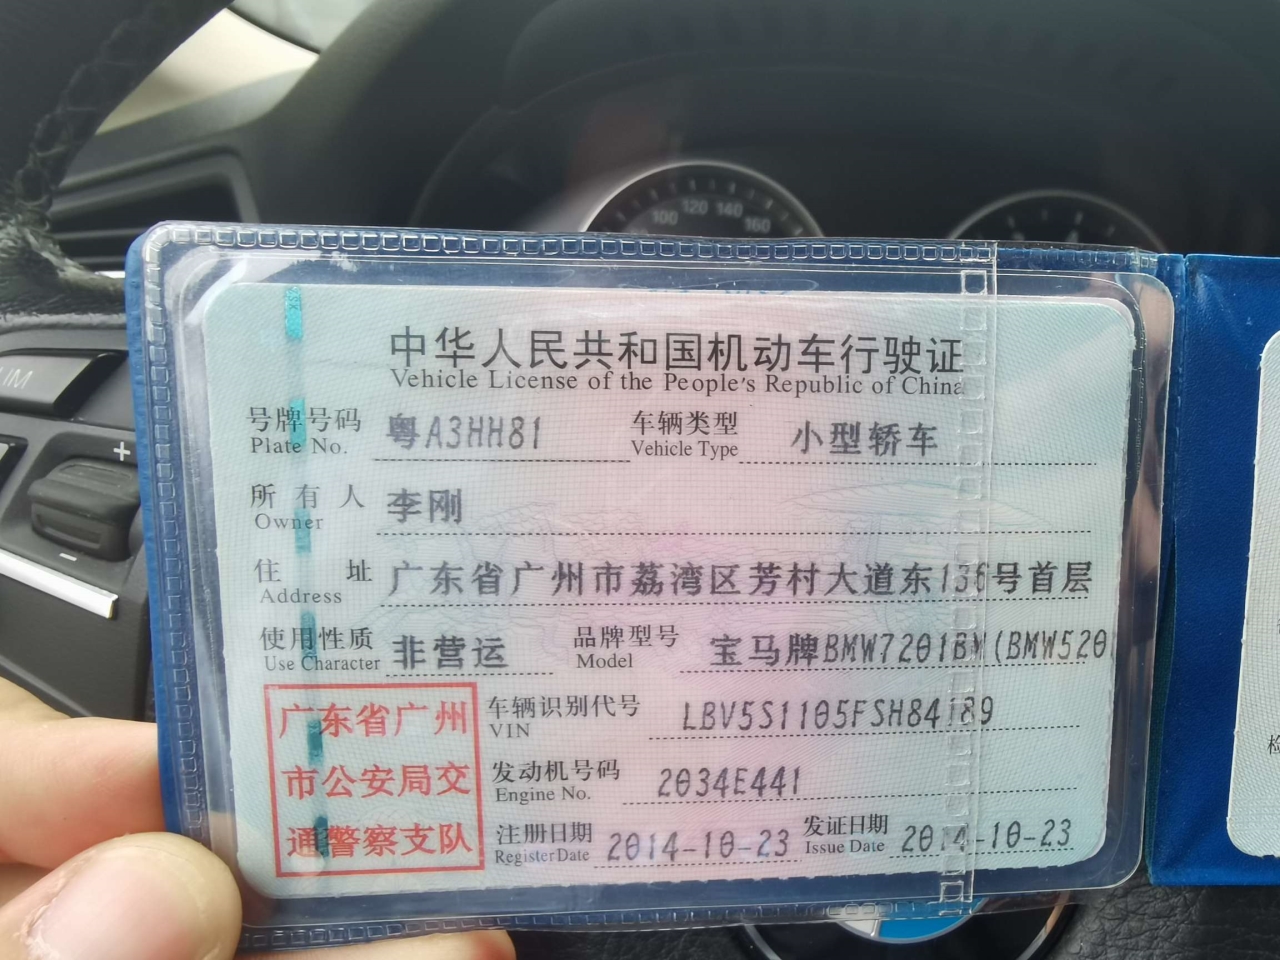 100 120 140 160
中华人民共和国机动车行驶证
Vehicle License of the People's Republic of China
号牌号码 粤A3HH81 车辆类型 小型轿车
Plate No. Vehicle Type
所有人 李刚
Owner
住址 广东省广州市荔湾区芳村大道东136号首层
Address
使用性质 非营运 品牌型号 宝马牌BMW7201BM(BMW520
Use Character Model
广东省广州
市公安局交
通警察支队
车辆识别代号 LBV5S1105FSH84189
VIN
发动机号码 2034E441
Engine No.
注册日期 2014-10-23 发证日期 2014-10-23
Register Date Issue Date
检